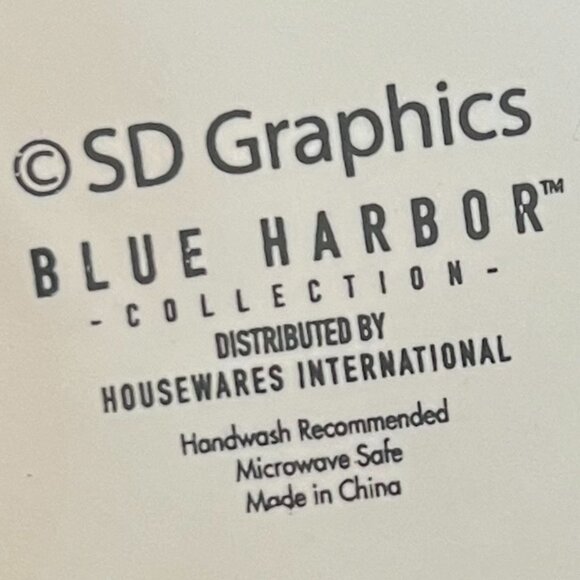 © SD Graphics
BLUE HARBOR™
- COLLECTION -
DISTRIBUTED BY
HOUSEWARES INTERNATIONAL
Handwash Recommended
Microwave Safe
Made in China